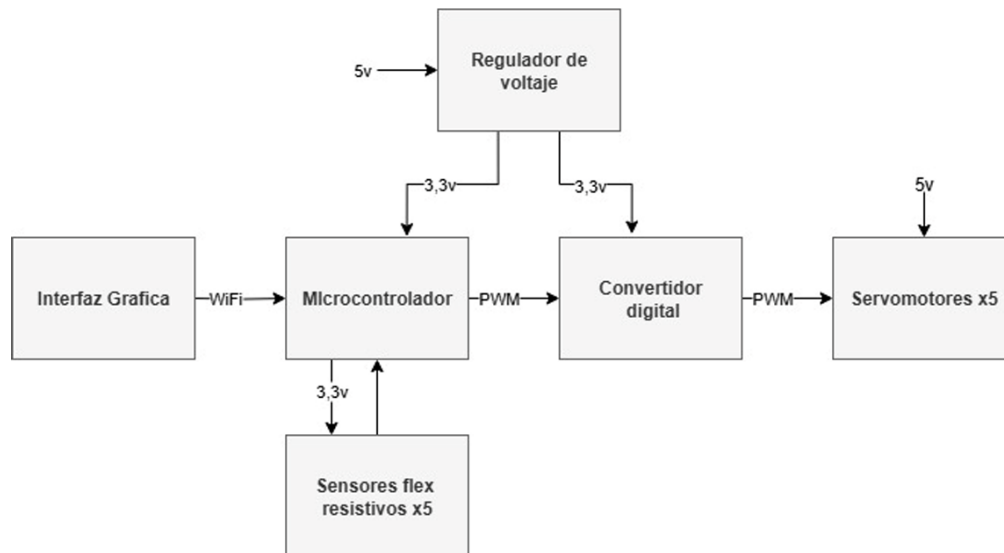 Regulador de
voltaje
5v
3,3v
3,3v
5v
Interfaz Grafica
WiFi
MIcrocontrolador
PWM
Convertidor
digital
PWM
Servomotores x5
3,3v
Sensores flex
resistivos x5